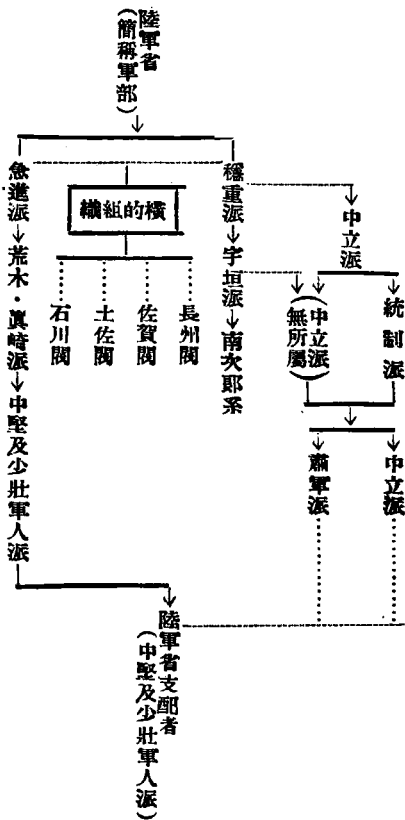 陸軍省
（簡稱軍部）
中立派
統制派
中立派
（無所屬）
中立派
肅軍派
穩重派
宇垣派
南次郎系
橫的組織
長州閥
佐賀閥
土佐閥
石川閥
急進派
荒木・眞崎派
中堅及少壯軍人派
陸軍省支配者
（中堅及少壯軍人派）